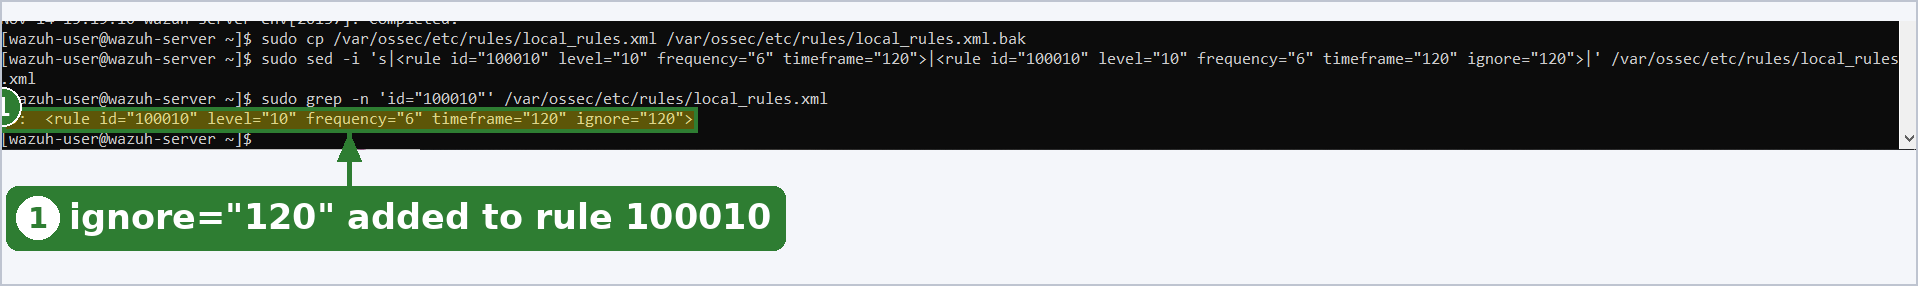 [wazuh-user@wazuh-server ~]$ sudo cp /var/ossec/etc/rules/local_rules.xml /var/ossec/etc/rules/local_rules.xml.bak
[wazuh-user@wazuh-server ~]$ sudo sed -i 's|<rule id="100010" level="10" frequency="6" timeframe="120">|<rule id="100010" level="10" frequency="6" timeframe="120" ignore="120">|' /var/ossec/etc/rules/local_rules
.xml
[wazuh-user@wazuh-server ~]$ sudo grep -n 'id="100010"' /var/ossec/etc/rules/local_rules.xml
: <rule id="100010" level="10" frequency="6" timeframe="120" ignore="120">
[wazuh-user@wazuh-server ~]$
1 ignore="120" added to rule 100010